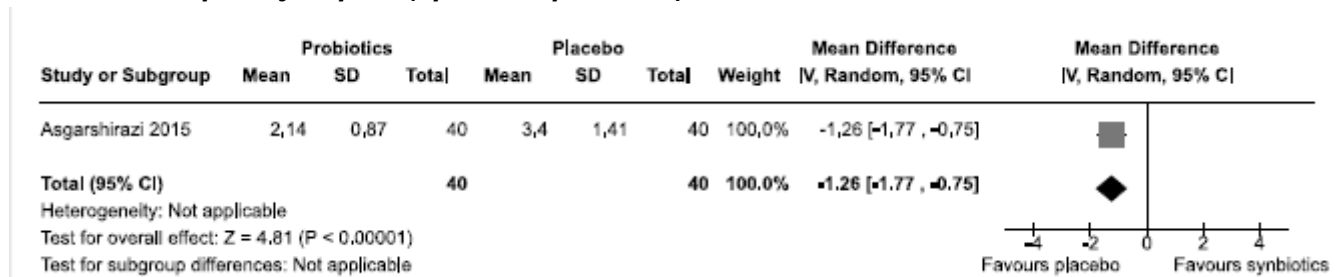 Probiotics Placebo Mean Difference Mean Difference
Study or Subgroup Mean SD Total Mean SD Total Weight IV, Random, 95% CI IV, Random, 95% CI
Asgarshirazi 2015 2,14 0,87 40 3,4 1,41 40 100,0% -1,26 [-1,77 , -0,75]
Total (95% CI) 40 40 100.0% -1.26 [-1.77 , -0.75]
Heterogeneity: Not applicable
Test for overall effect: Z = 4.81 (P < 0.00001)
Test for subgroup differences: Not applicable
-4 -2 0 2 4
Favours placebo Favours synbiotics